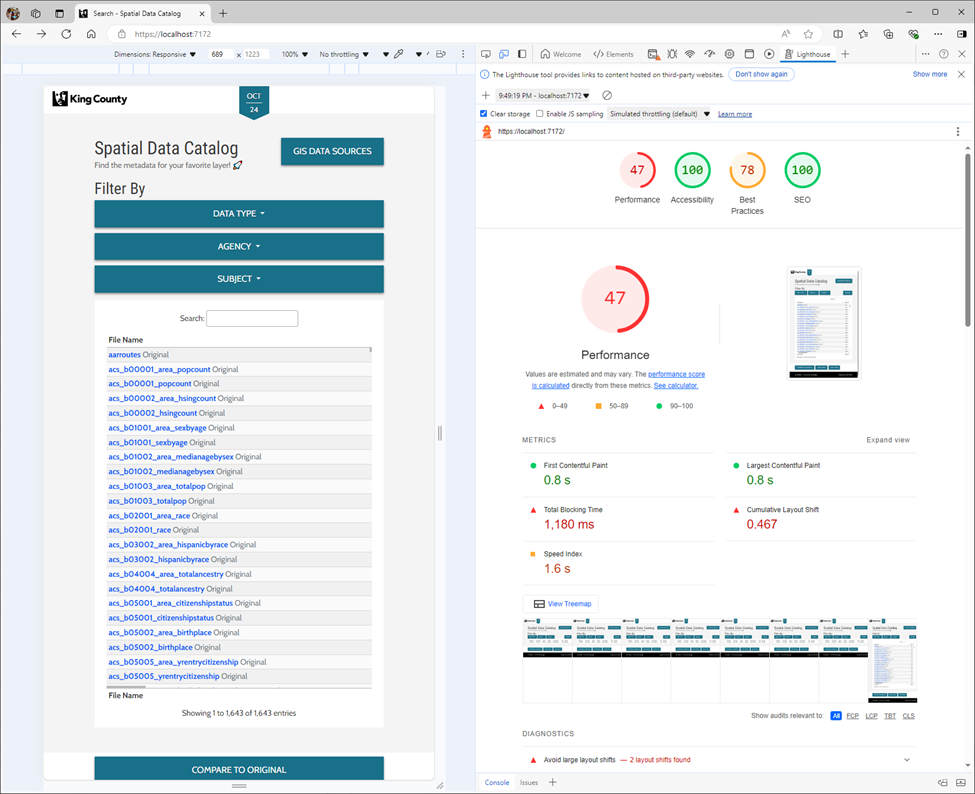 Search - Spatial Data Catalog
https://localhost:7172
Dimensions: Responsive 689 × 1223 100% No throttling
Welcome Elements Lighthouse
The Lighthouse tool provides links to content hosted on third-party websites. Don't show again Show more
9:49:19 PM - localhost:7172
Clear storage Enable JS sampling Simulated throttling (default) Learn more
https://localhost:7172/
King County
OCT
24
Spatial Data Catalog
Find the metadata for your favorite layer!
GIS DATA SOURCES
Filter By
DATA TYPE
AGENCY
SUBJECT
Search:
File Name
aaroutes Original
acs_b00001_area_popcount Original
acs_b00001_popcount Original
acs_b00002_area_hsingcount Original
acs_b00002_hsingcount Original
acs_b01001_area_sexbyage Original
acs_b01001_sexbyage Original
acs_b01002_area_medianagebysex Original
acs_b01002_medianagebysex Original
acs_b01003_area_totalpop Original
acs_b01003_totalpop Original
acs_b02001_area_race Original
acs_b02001_race Original
acs_b03002_area_hispanicbyrace Original
acs_b03002_hispanicbyrace Original
acs_b04004_area_totalancestry Original
acs_b04004_totalancestry Original
acs_b05001_area_citizenshipstatus Original
acs_b05001_citizenshipstatus Original
acs_b05002_area_birthplace Original
acs_b05002_birthplace Original
acs_b05005_area_yrentrycitizenship Original
acs_b05005_yrentrycitizenship Original
File Name
Showing 1 to 1,643 of 1,643 entries
COMPARE TO ORIGINAL
47 100 78 100
Performance Accessibility Best Practices SEO
47
Performance
Values are estimated and may vary. The performance score
is calculated directly from these metrics. See calculator.
0–49 50–89 90–100
METRICS Expand view
First Contentful Paint
0.8 s
Largest Contentful Paint
0.8 s
Total Blocking Time
1,180 ms
Cumulative Layout Shift
0.467
Speed Index
1.6 s
View Treemap
Show audits relevant to: All FCP LCP TBT CLS
DIAGNOSTICS
Avoid large layout shifts — 2 layout shifts found
Console Issues